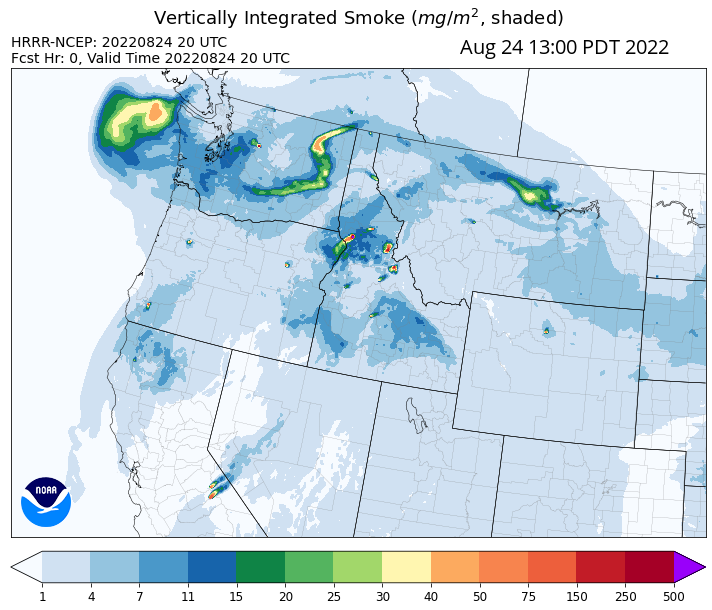 Vertically Integrated Smoke (mg/m², shaded)
HRRR-NCEP: 20220824 20 UTC
Fcst Hr: 0, Valid Time 20220824 20 UTC
Aug 24 13:00 PDT 2022
NOAA
1 4 7 11 15 20 25 30 40 50 75 150 250 500